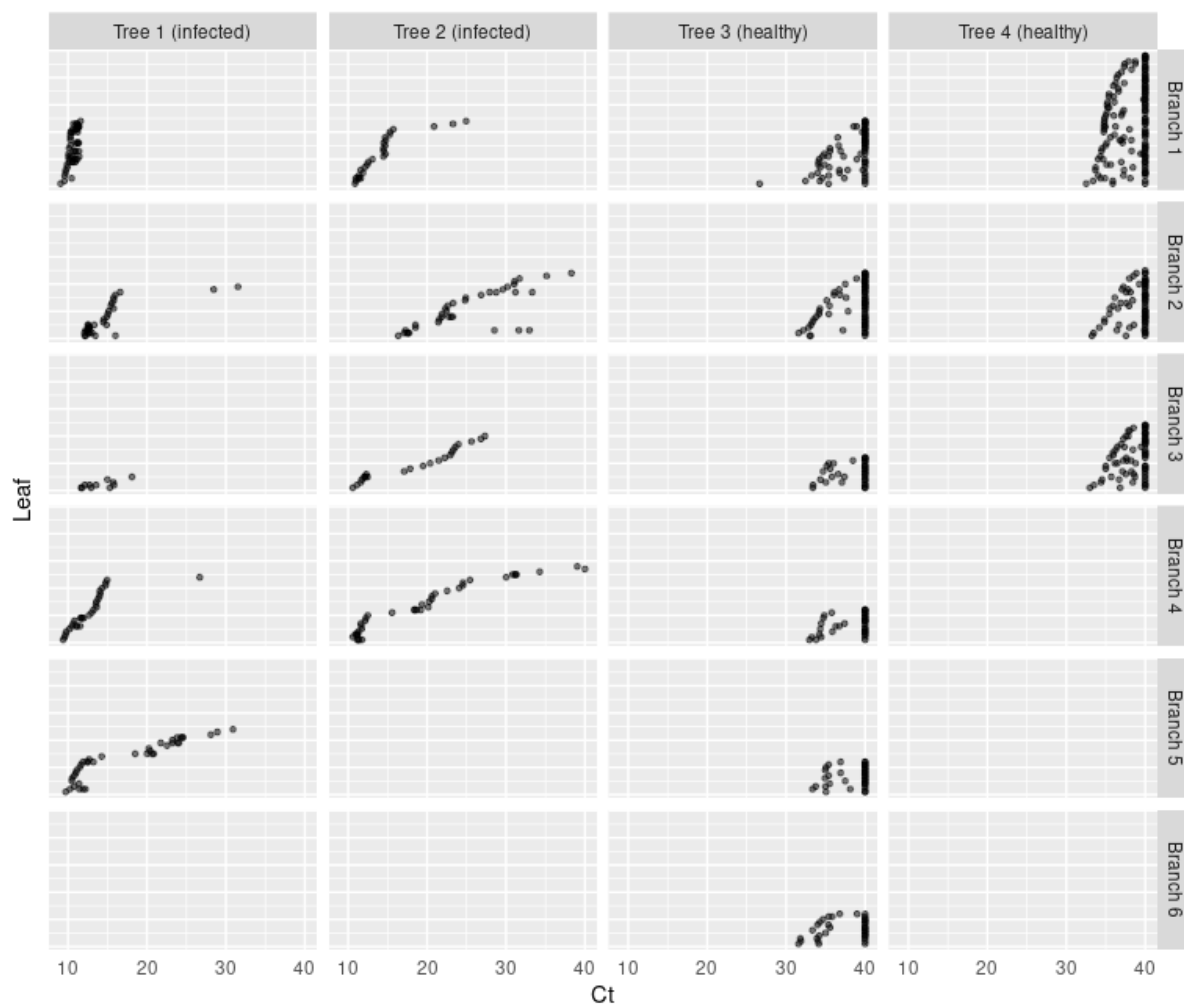 Tree 1 (infected)
Tree 2 (infected)
Tree 3 (healthy)
Tree 4 (healthy)
Branch 1
Branch 2
Branch 3
Branch 4
Branch 5
Branch 6
Leaf
10 20 30 40 10 20 30 40 10 20 30 40 10 20 30 40
Ct